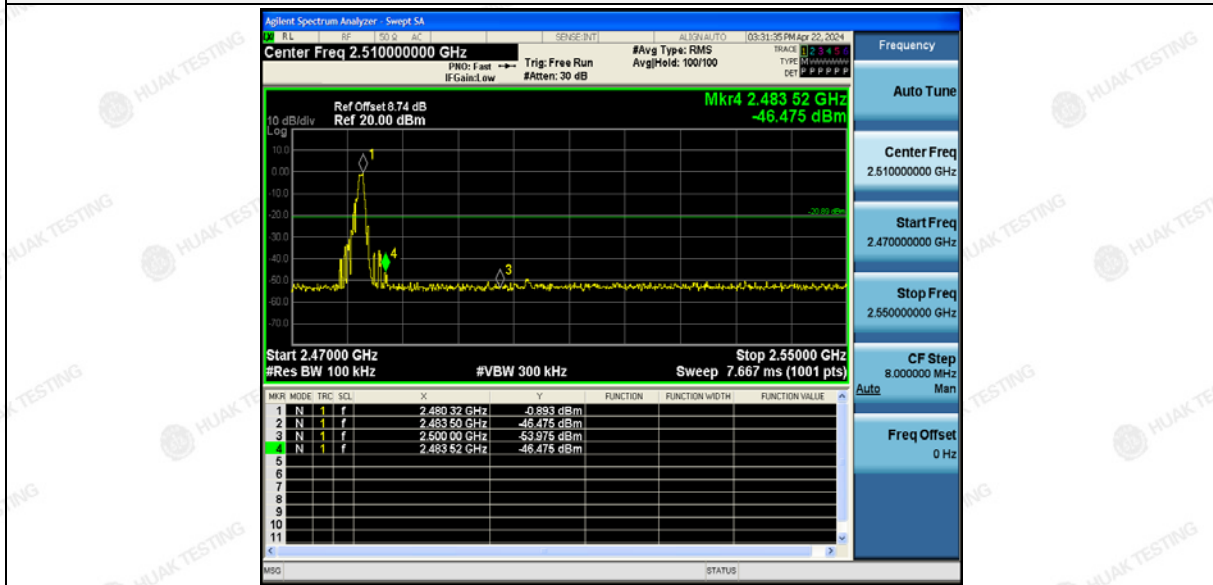 Agilent Spectrum Analyzer - Swept SA
RL RF 50 Ω AC SENSE:INT ALIGN AUTO 03:31:35 PM Apr 22, 2024
Center Freq 2.510000000 GHz
PNO: Fast
IFGain:Low
Trig: Free Run
#Atten: 30 dB
#Avg Type: RMS
Avg|Hold: 100/100
TRACE 1 2 3 4 5 6
TYPE M
DET P P P P P P
Ref Offset 8.74 dB
10 dB/div Ref 20.00 dBm
Log
Mkr4 2.483 52 GHz
-46.475 dBm
10.0
0.00
-10.0
-20.0
-30.0
-40.0
-50.0
-60.0
-70.0
1
4
3
-20.89 dBm
Start 2.47000 GHz Stop 2.55000 GHz
#Res BW 100 kHz #VBW 300 kHz Sweep 7.667 ms (1001 pts)
MKR MODE TRC SCL X Y FUNCTION FUNCTION WIDTH FUNCTION VALUE
1 N 1 f 2.480 32 GHz -0.893 dBm
2 N 1 f 2.483 50 GHz -46.475 dBm
3 N 1 f 2.500 00 GHz -53.975 dBm
4 N 1 f 2.483 52 GHz -46.475 dBm
5
6
7
8
9
10
11
MSG STATUS
Frequency
Auto Tune
Center Freq
2.510000000 GHz
Start Freq
2.470000000 GHz
Stop Freq
2.550000000 GHz
CF Step
8.000000 MHz
Auto Man
Freq Offset
0 Hz
HUAK TESTING
HUAK TESTING
HUAK TESTING
HUAK TESTING
HUAK TESTING
HUAK TESTING